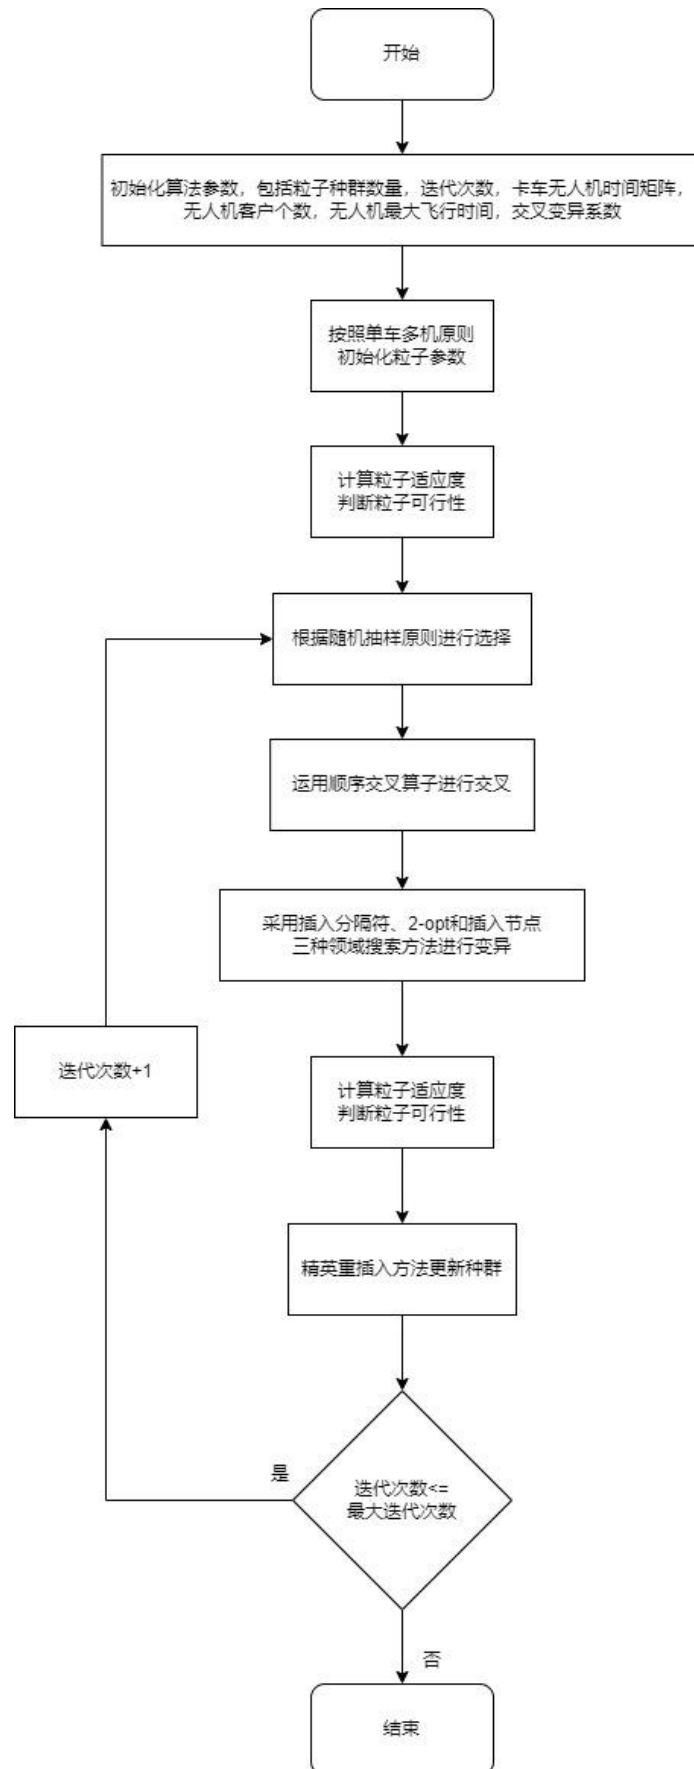 开始
初始化算法参数，包括粒子种群数量，迭代次数，卡车无人机时间矩阵，
无人机客户个数，无人机最大飞行时间，交叉变异系数
按照单车多机原则
初始化粒子参数
计算粒子适应度
判断粒子可行性
根据随机抽样原则进行选择
运用顺序交叉算子进行交叉
采用插入分隔符、2-opt和插入节点
三种领域搜索方法进行变异
迭代次数+1
计算粒子适应度
判断粒子可行性
精英重插入方法更新种群
是
迭代次数<=
最大迭代次数
否
结束